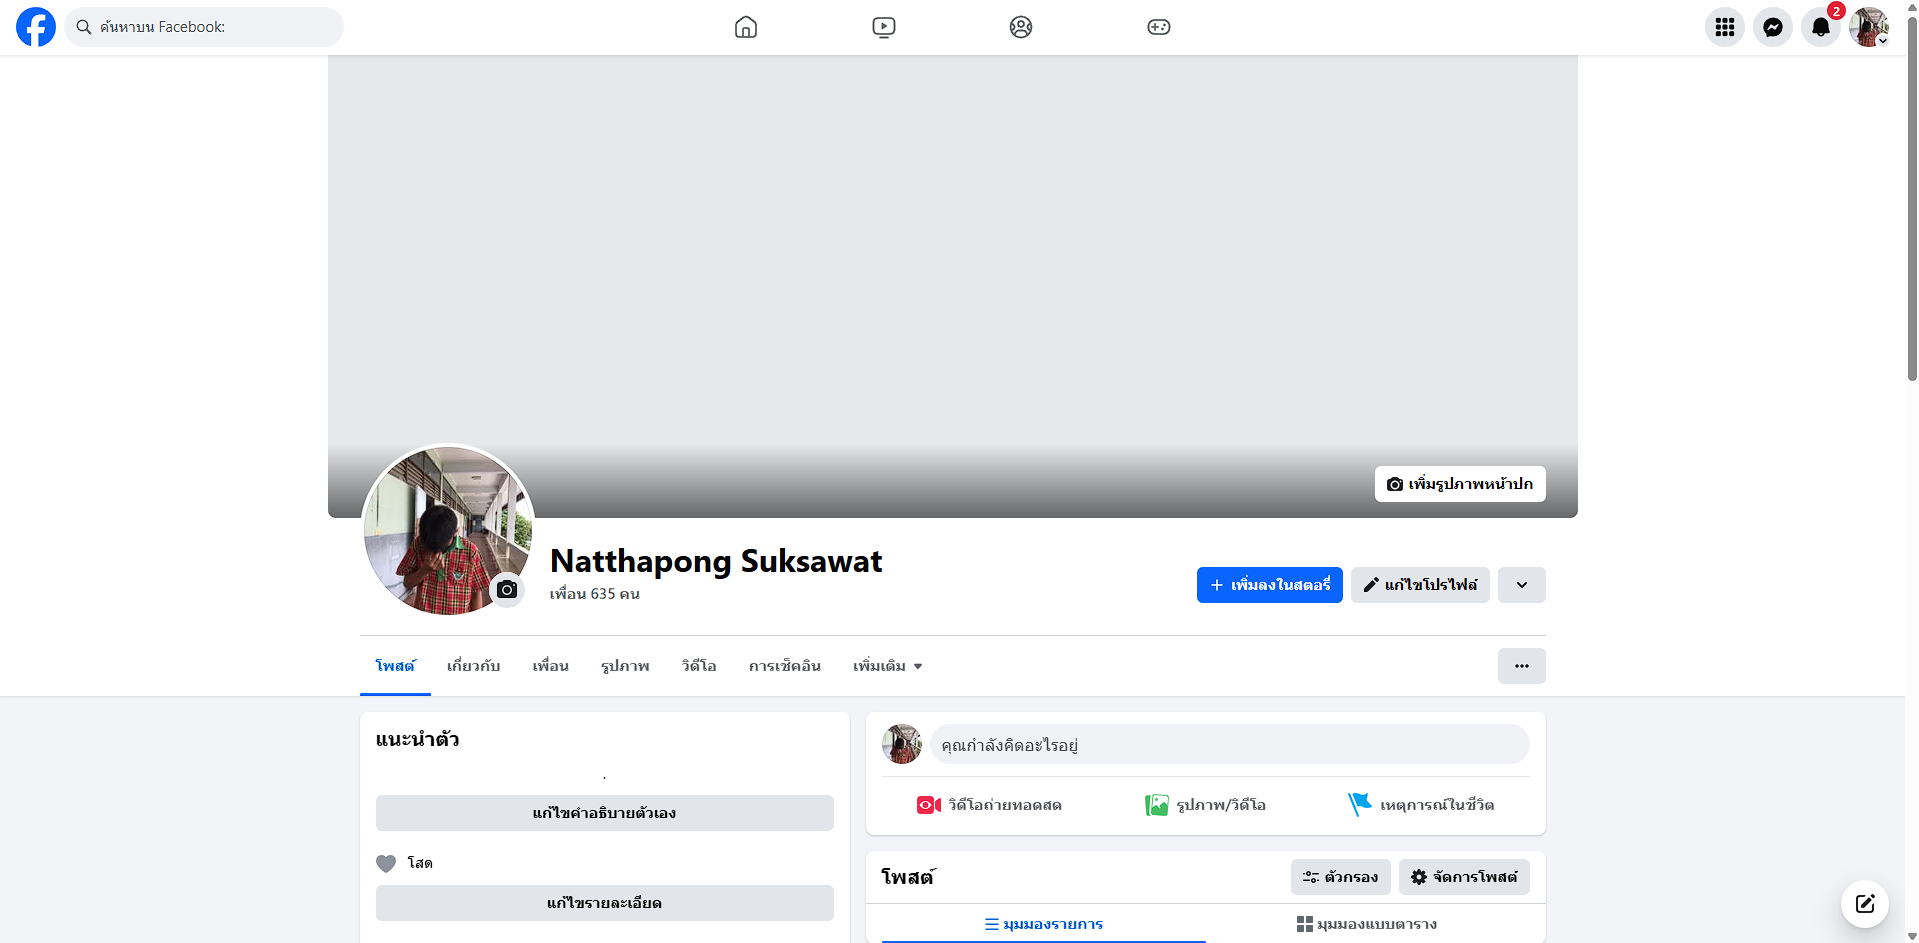 ค้นหาบน Facebook:
2
เพิ่มรูปภาพหน้าปก
Natthapong Suksawat
เพื่อน 635 คน
เพิ่มลงในสตอรี่
แก้ไขโปรไฟล์
โพสต์ เกี่ยวกับ เพื่อน รูปภาพ วิดีโอ การเช็คอิน เพิ่มเติม
แนะนำตัว
.
แก้ไขคำอธิบายตัวเอง
โสด
แก้ไขรายละเอียด
คุณกำลังคิดอะไรอยู่
วิดีโอถ่ายทอดสด รูปภาพ/วิดีโอ เหตุการณ์ในชีวิต
โพสต์ ตัวกรอง จัดการโพสต์
มุมมองรายการ มุมมองแบบตาราง